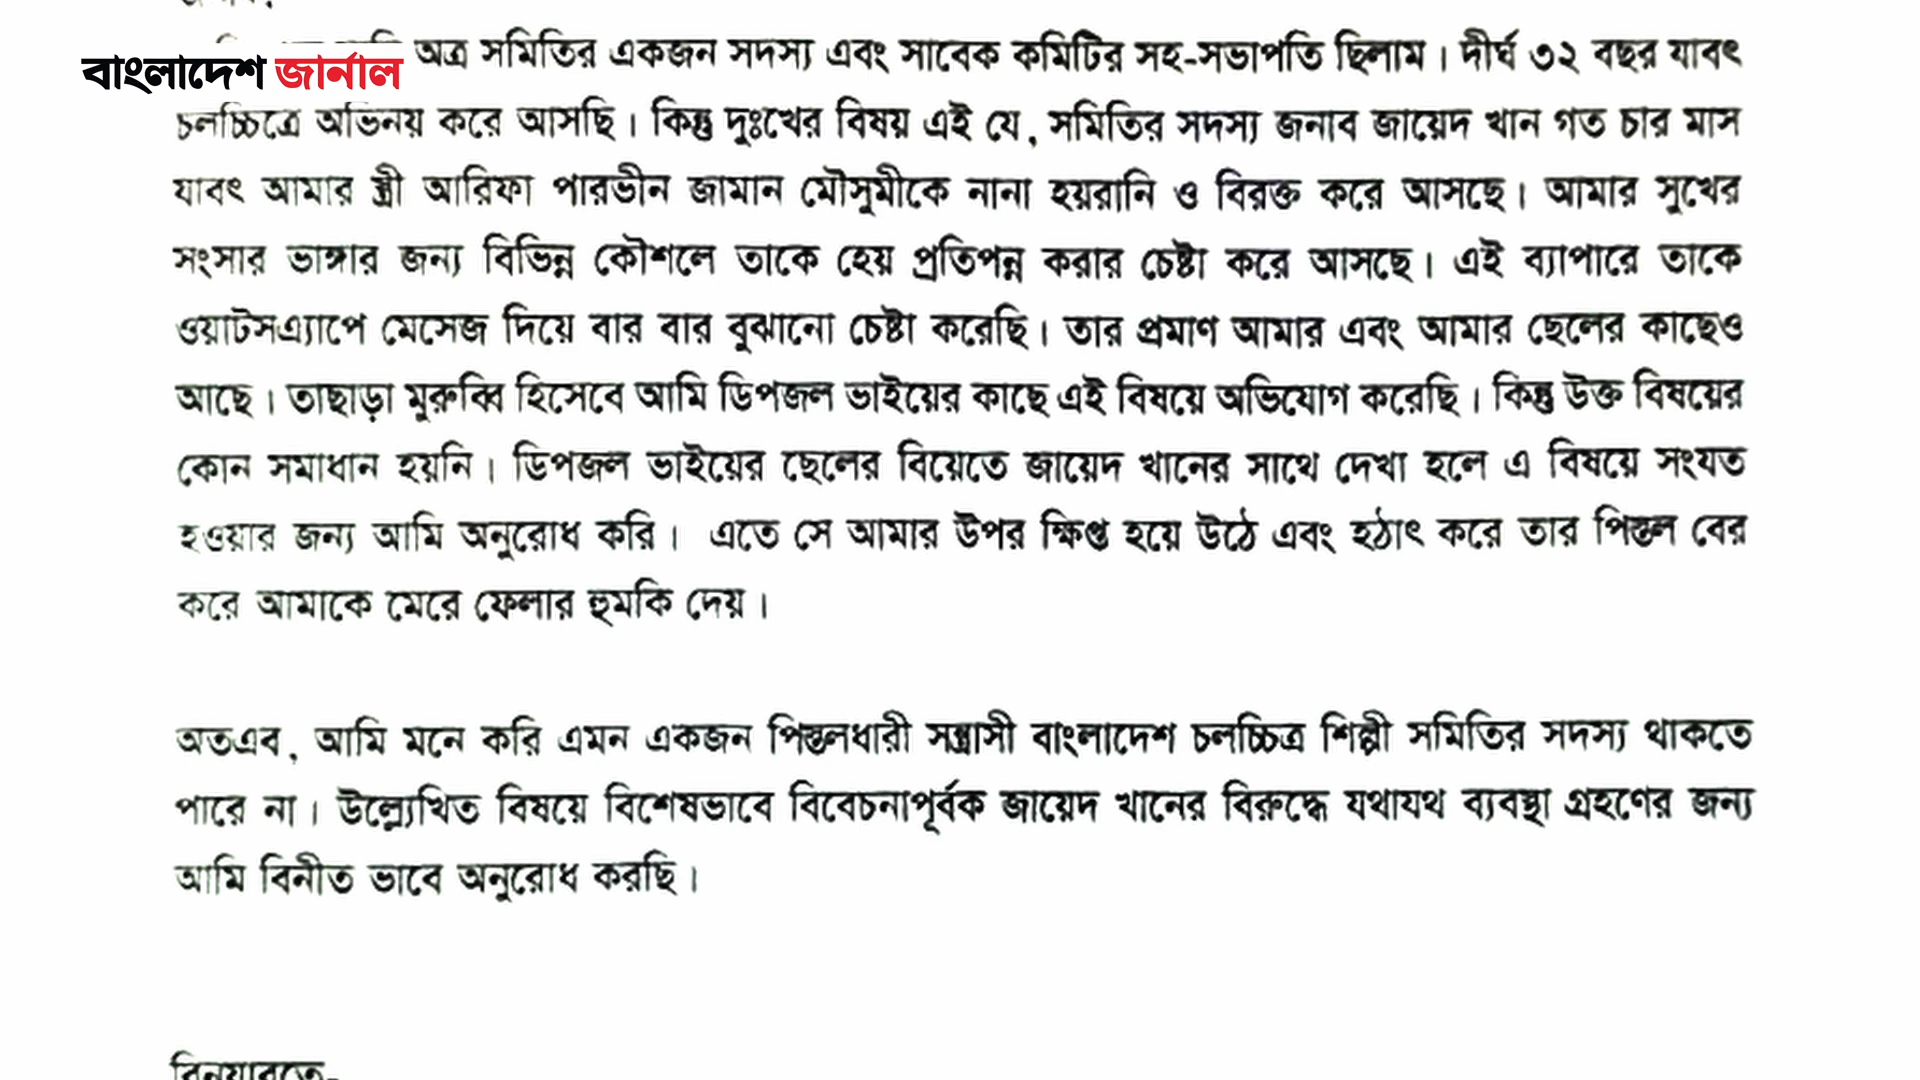 বাংলাদেশ জার্নাল
অত্র সমিতির একজন সদস্য এবং সাবেক কমিটির সহ-সভাপতি ছিলাম। দীর্ঘ ৩২ বছর যাবৎ
চলচ্চিত্রে অভিনয় করে আসছি। কিন্তু দুঃখের বিষয় এই যে, সমিতির সদস্য জনাব জায়েদ খান গত চার মাস
যাবৎ আমার স্ত্রী আরিফা পারভীন জামান মৌসুমীকে নানা হয়রানি ও বিরক্ত করে আসছে। আমার সুখের
সংসার ভাঙ্গার জন্য বিভিন্ন কৌশলে তাকে হেয় প্রতিপন্ন করার চেষ্টা করে আসছে। এই ব্যাপারে তাকে
ওয়াটসএ্যাপে মেসেজ দিয়ে বার বার বুঝানো চেষ্টা করেছি। তার প্রমাণ আমার এবং আমার ছেলের কাছেও
আছে। তাছাড়া মুরুব্বি হিসেবে আমি ডিপজল ভাইয়ের কাছে এই বিষয়ে অভিযোগ করেছি। কিন্তু উক্ত বিষয়ের
কোন সমাধান হয়নি। ডিপজল ভাইয়ের ছেলের বিয়েতে জায়েদ খানের সাথে দেখা হলে এ বিষয়ে সংযত
হওয়ার জন্য আমি অনুরোধ করি। এতে সে আমার উপর ক্ষিপ্ত হয়ে উঠে এবং হঠাৎ করে তার পিস্তল বের
করে আমাকে মেরে ফেলার হুমকি দেয়।
অতএব, আমি মনে করি এমন একজন পিস্তলধারী সন্ত্রাসী বাংলাদেশ চলচ্চিত্র শিল্পী সমিতির সদস্য থাকতে
পারে না। উল্ল্যেখিত বিষয়ে বিশেষভাবে বিবেচনাপূর্বক জায়েদ খানের বিরুদ্ধে যথাযথ ব্যবস্থা গ্রহণের জন্য
আমি বিনীত ভাবে অনুরোধ করছি।